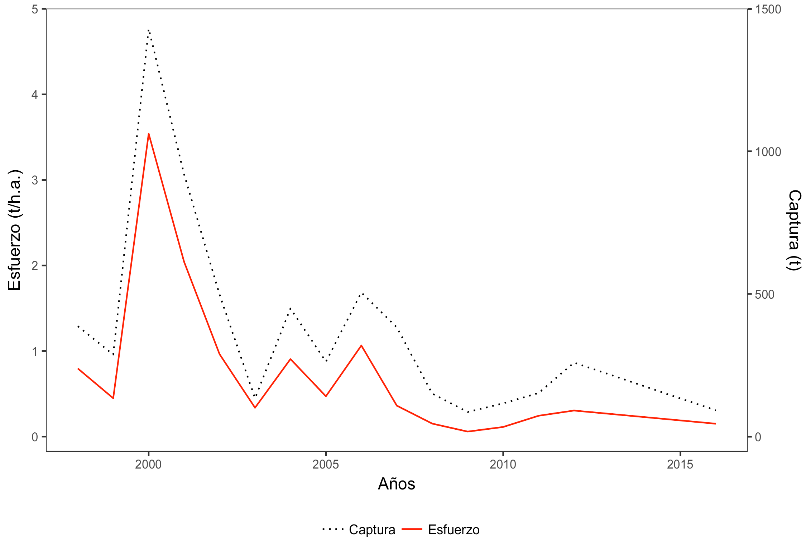 Esfuerzo (t/h.a.)
5
4
3
2
1
0
1500
1000
500
0
Captura (t)
2000 2005 2010 2015
Años
Captura Esfuerzo